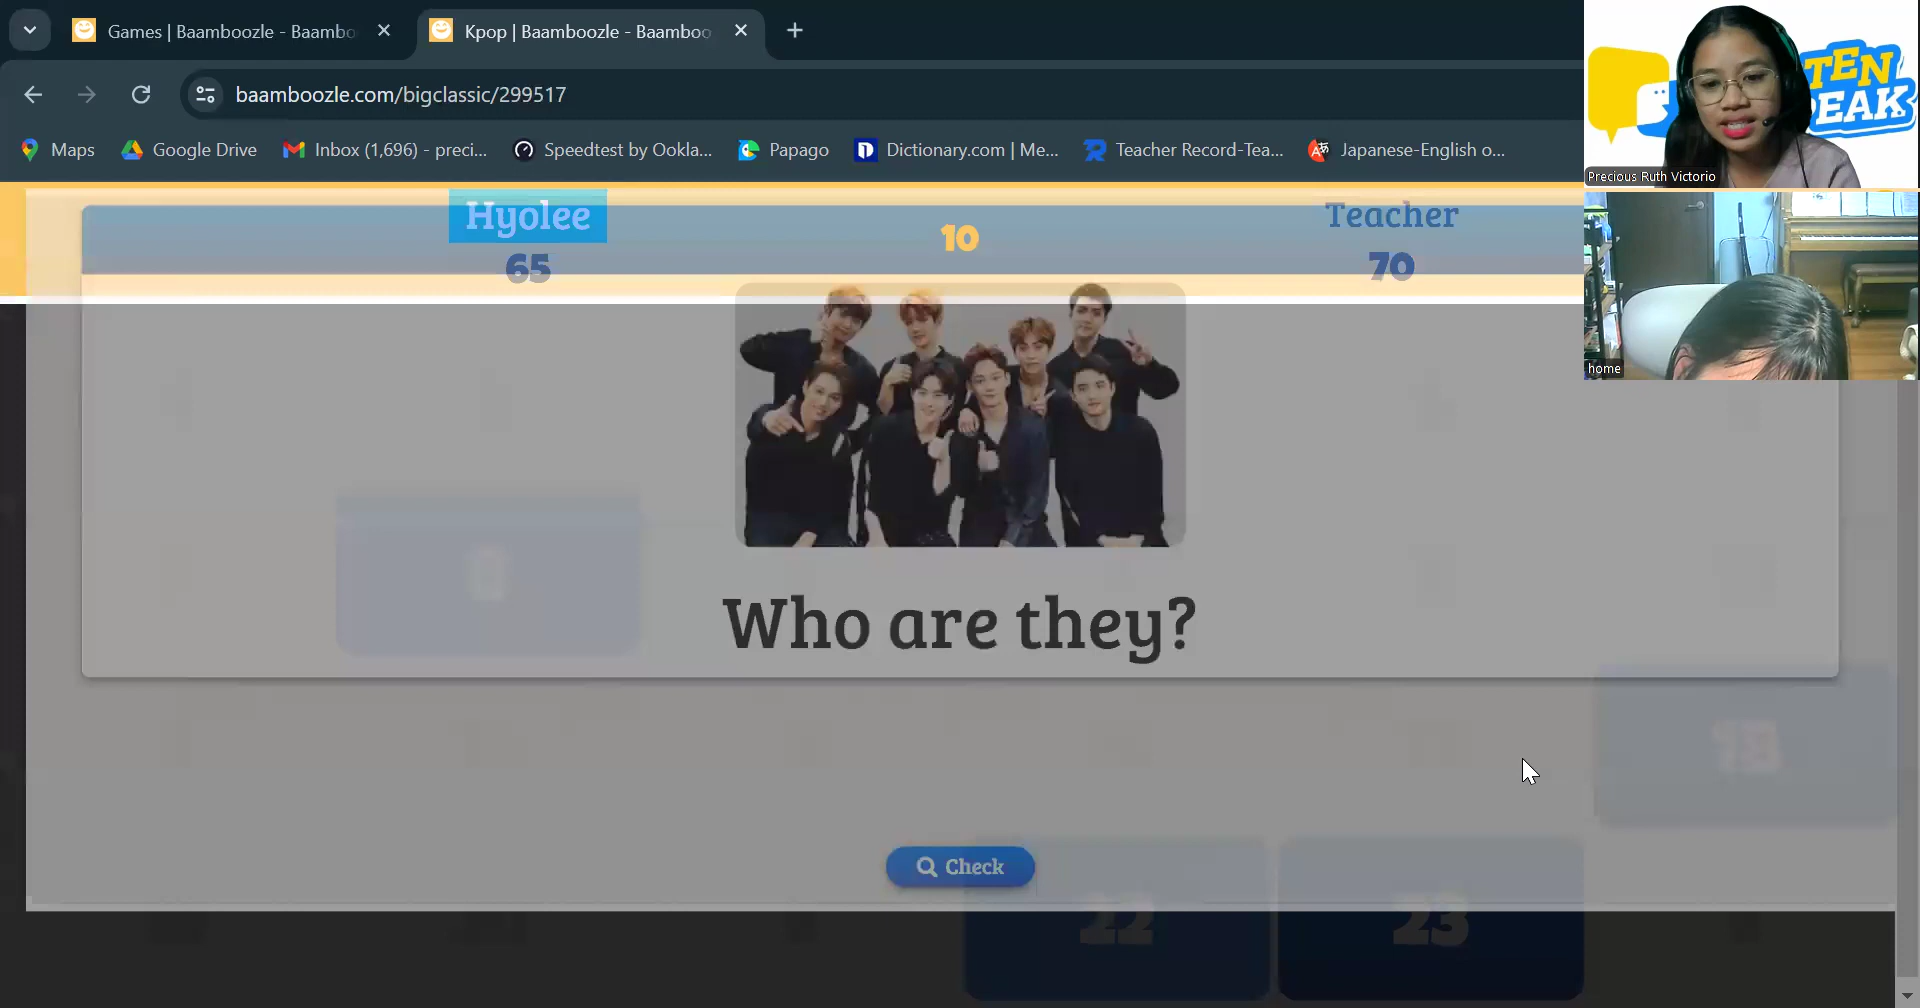 Games | Baamboozle - Baambo
Kpop | Baamboozle - Baamboo
baamboozle.com/bigclassic/299517
Maps
Google Drive
Inbox (1,696) - preci...
Speedtest by Ookla...
Papago
Dictionary.com | Me...
Teacher Record-Tea...
Japanese-English o...
TEN
PEAK
Precious Ruth Victorio
home
Hyolee
65
10
Teacher
70
Who are they?
18
Check
22
23